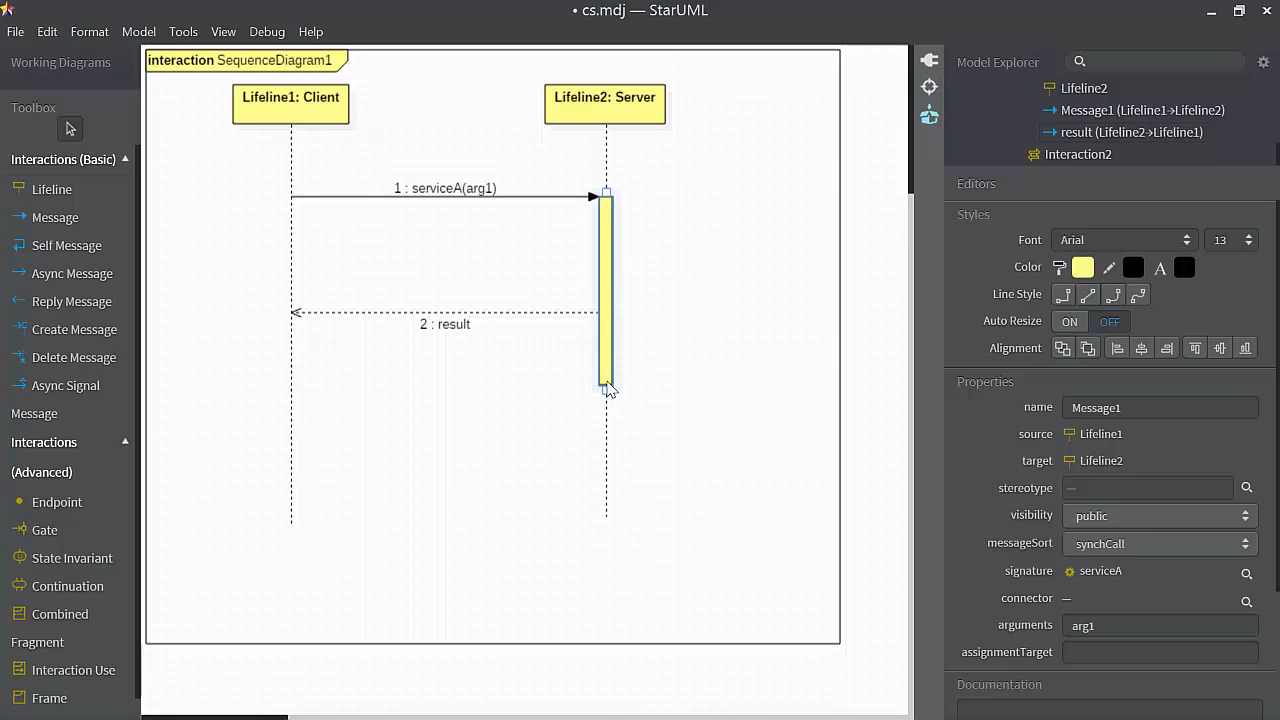 • cs.mdj — StarUML
File Edit Format Model Tools View Debug Help
Working Diagrams
Toolbox
Interactions (Basic)
Lifeline
Message
Self Message
Async Message
Reply Message
Create Message
Delete Message
Async Signal
Message
Interactions
(Advanced)
Endpoint
Gate
State Invariant
Continuation
Combined
Fragment
Interaction Use
Frame
interaction SequenceDiagram1
Lifeline1: Client
Lifeline2: Server
1 : serviceA(arg1)
2 : result
Model Explorer
Lifeline2
Message1 (Lifeline1→Lifeline2)
result (Lifeline2→Lifeline1)
Interaction2
Editors
Styles
Font Arial 13
Color A
Line Style
Auto Resize ON OFF
Alignment
Properties
name Message1
source Lifeline1
target Lifeline2
stereotype —
visibility public
messageSort synchCall
signature serviceA
connector —
arguments arg1
assignmentTarget
Documentation